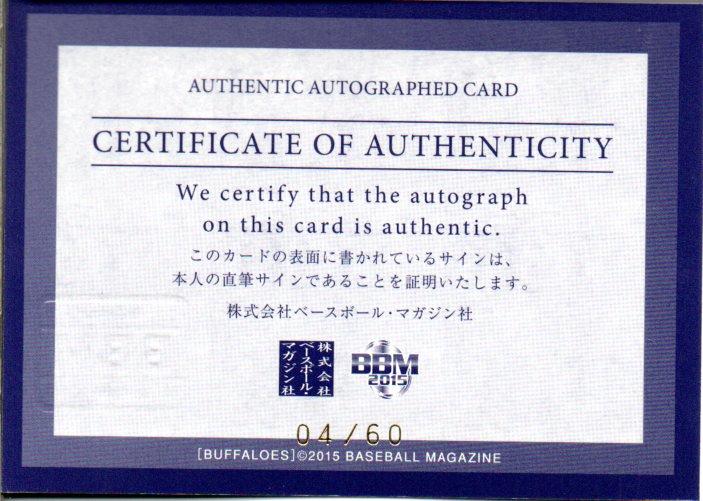 AUTHENTIC AUTOGRAPHED CARD
CERTIFICATE OF AUTHENTICITY
We certify that the autograph
on this card is authentic.
このカードの表面に書かれているサインは、
本人の直筆サインであることを証明いたします。
株式会社ベースボール・マガジン社
株式会社
ベースボール・
マガジン社
BBM
2015
04/60
[BUFFALOES]©2015 BASEBALL MAGAZINE